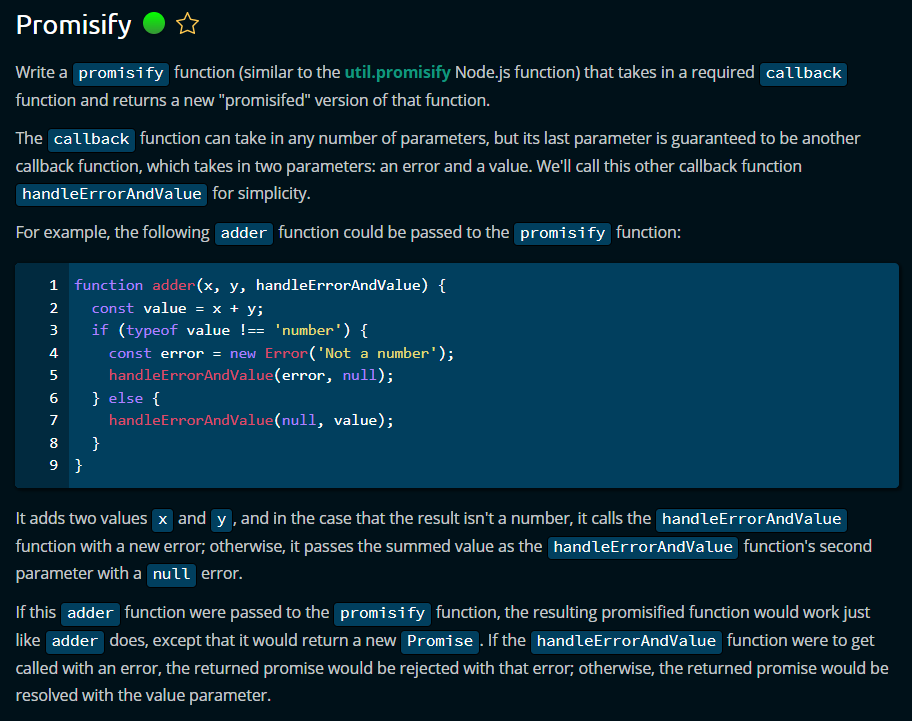 Promisify
Write a promisify function (similar to the util.promisify Node.js function) that takes in a required callback
function and returns a new "promisifed" version of that function.
The callback function can take in any number of parameters, but its last parameter is guaranteed to be another
callback function, which takes in two parameters: an error and a value. We'll call this other callback function
handleErrorAndValue for simplicity.
For example, the following adder function could be passed to the promisify function:
1 function adder(x, y, handleErrorAndValue) {
2   const value = x + y;
3   if (typeof value !== 'number') {
4     const error = new Error('Not a number');
5     handleErrorAndValue(error, null);
6   } else {
7     handleErrorAndValue(null, value);
8   }
9 }
It adds two values x and y, and in the case that the result isn't a number, it calls the handleErrorAndValue
function with a new error; otherwise, it passes the summed value as the handleErrorAndValue function's second
parameter with a null error.
If this adder function were passed to the promisify function, the resulting promisified function would work just
like adder does, except that it would return a new Promise. If the handleErrorAndValue function were to get
called with an error, the returned promise would be rejected with that error; otherwise, the returned promise would be
resolved with the value parameter.